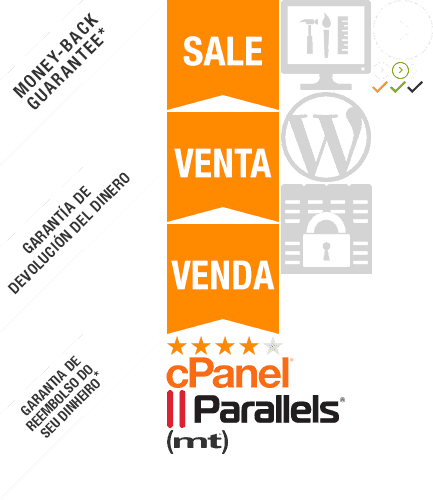 MONEY-BACK
GUARANTEE*
SALE
GARANTÍA DE
DEVOLUCIÓN DEL DINERO
VENTA
VENDA
GARANTIA DE
REEMBOLSO DO
SEU DINHEIRO*
cPanel®
Parallels®
(mt)